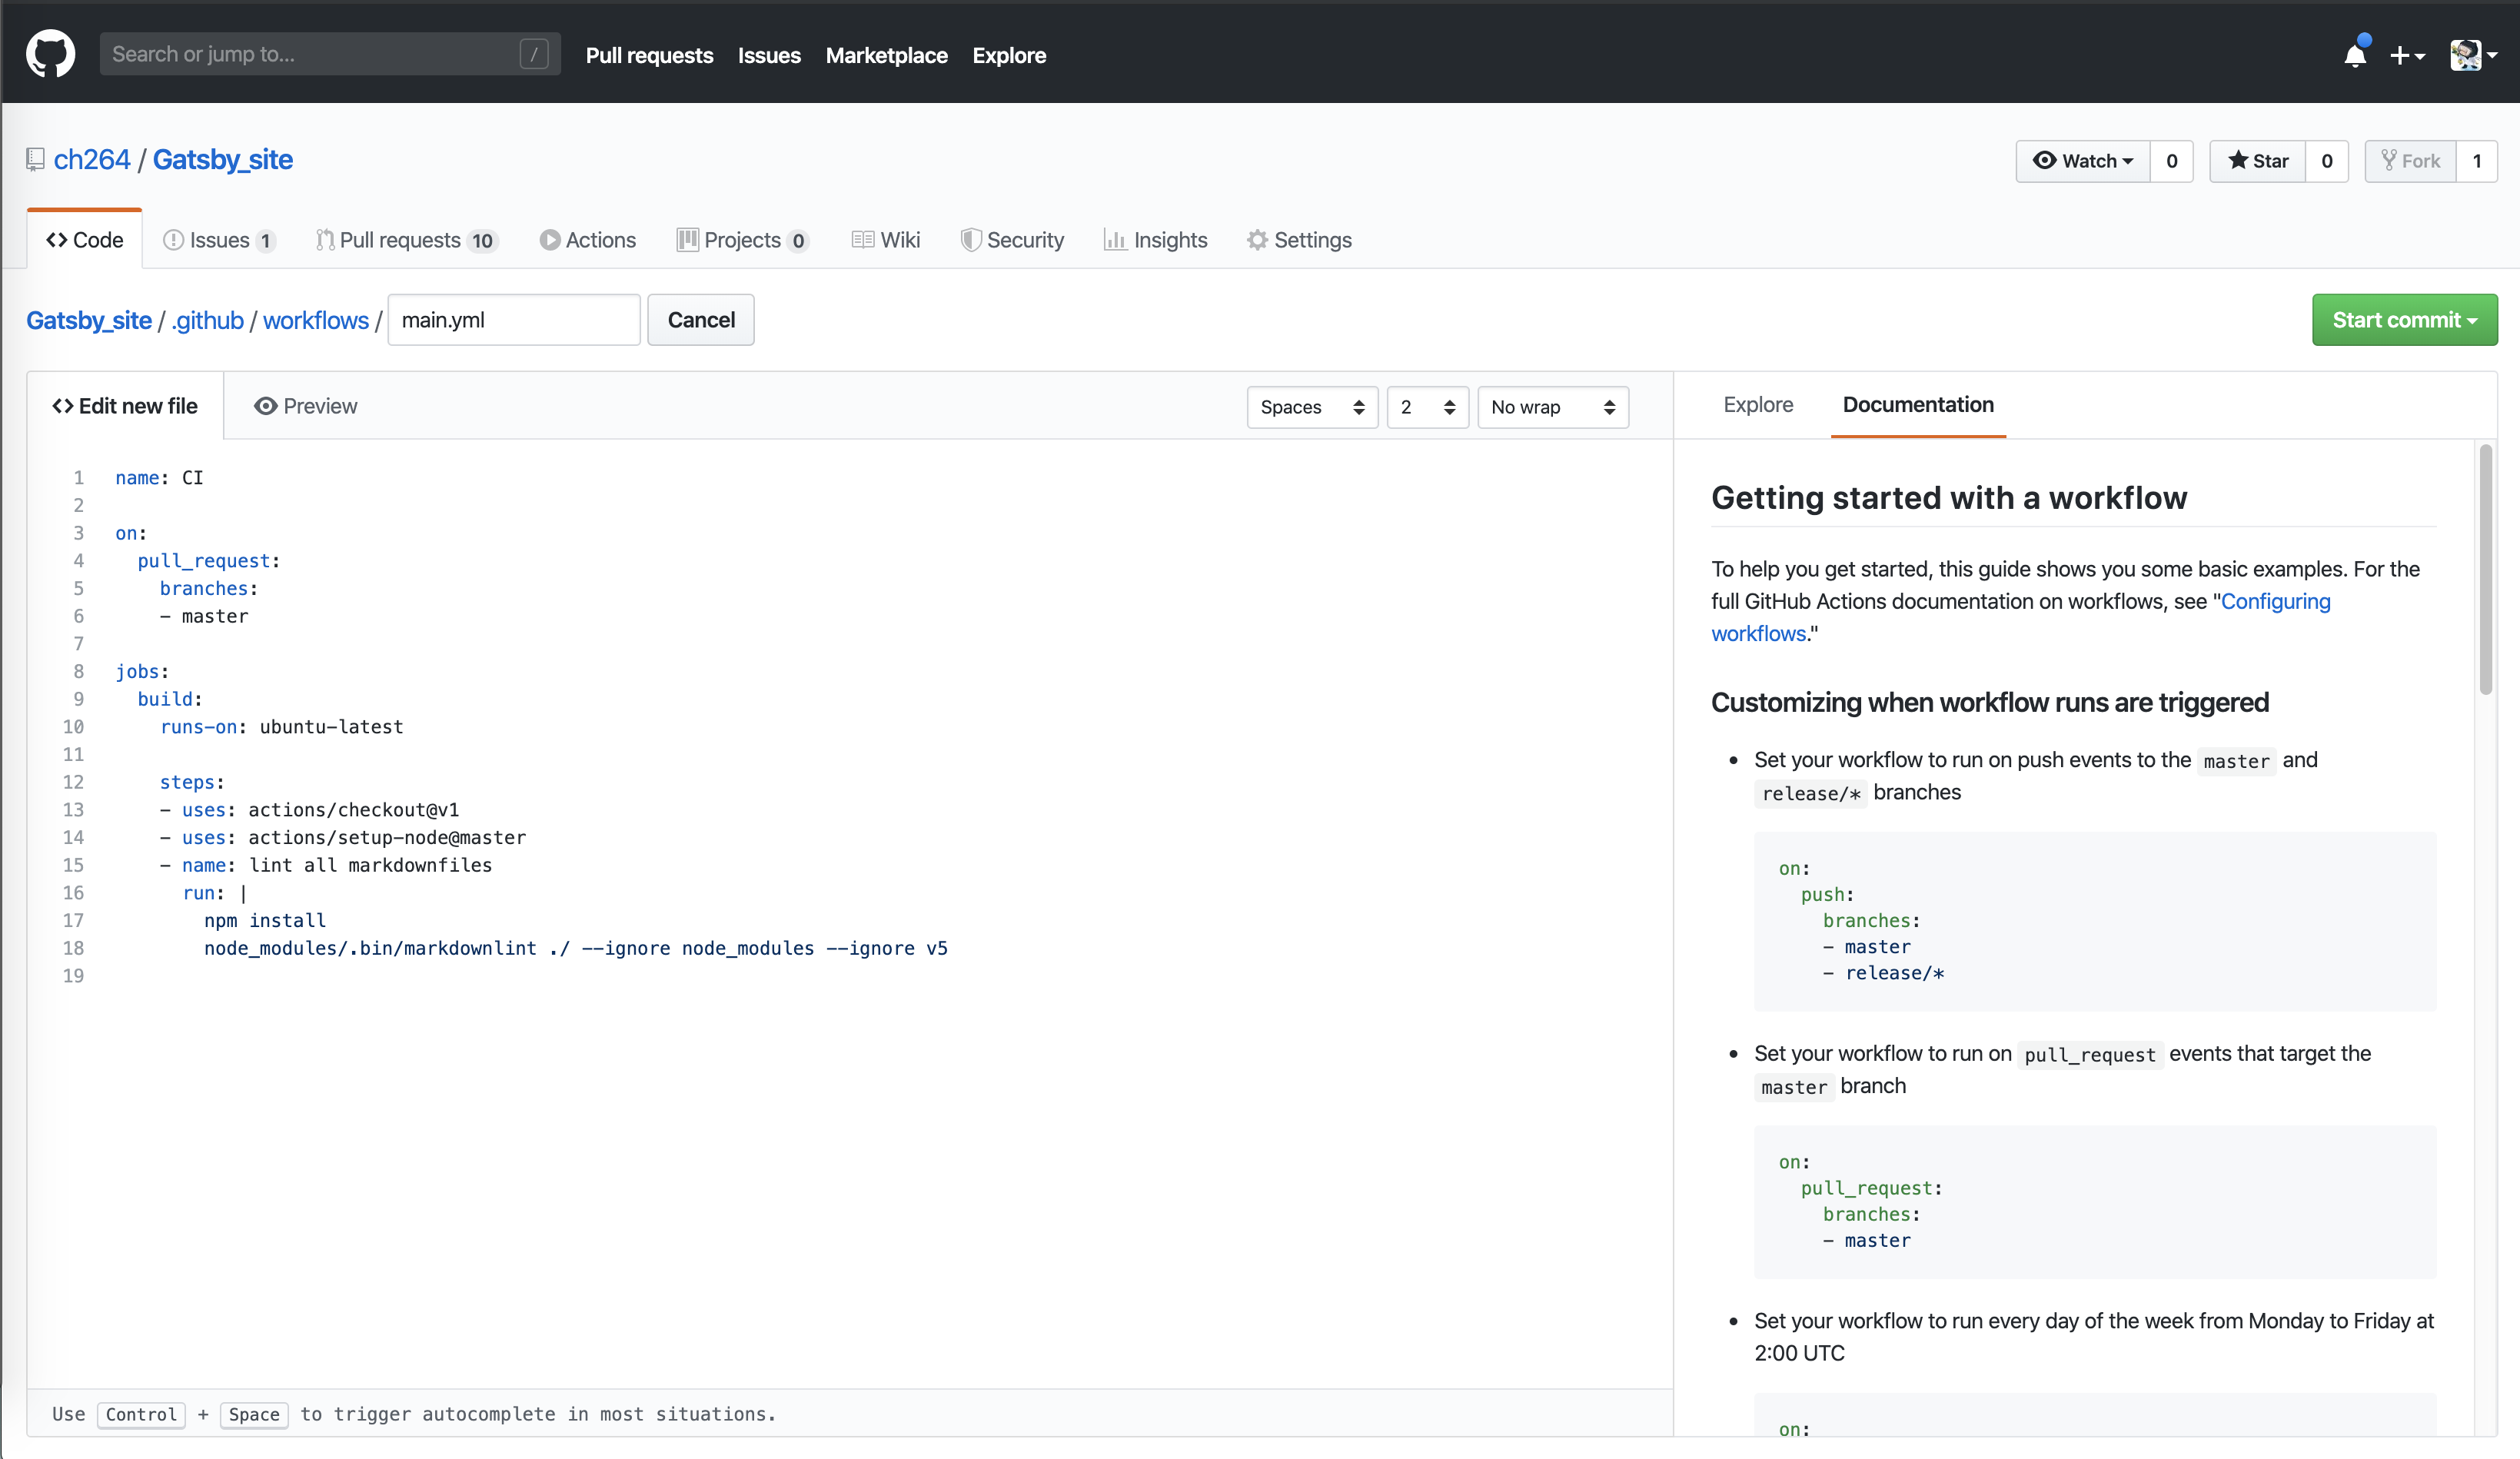 Search or jump to... /
Pull requests Issues Marketplace Explore
ch264 / Gatsby_site
Watch 0 Star 0 Fork 1
Code Issues 1 Pull requests 10 Actions Projects 0 Wiki Security Insights Settings
Gatsby_site / .github / workflows / main.yml Cancel Start commit
Edit new file Preview Spaces 2 No wrap
1 name: CI
2
3 on:
4 pull_request:
5 branches:
6 - master
7
8 jobs:
9 build:
10 runs-on: ubuntu-latest
11
12 steps:
13 - uses: actions/checkout@v1
14 - uses: actions/setup-node@master
15 - name: lint all markdownfiles
16 run: |
17 npm install
18 node_modules/.bin/markdownlint ./ --ignore node_modules --ignore v5
19
Use Control + Space to trigger autocomplete in most situations.
Explore Documentation
Getting started with a workflow
To help you get started, this guide shows you some basic examples. For the
full GitHub Actions documentation on workflows, see "Configuring
workflows."
Customizing when workflow runs are triggered
• Set your workflow to run on push events to the master and
release/* branches
on:
push:
branches:
- master
- release/*
• Set your workflow to run on pull_request events that target the
master branch
on:
pull_request:
branches:
- master
• Set your workflow to run every day of the week from Monday to Friday at
2:00 UTC
on: